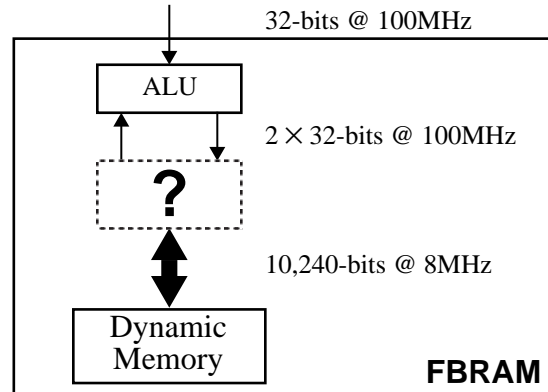 32-bits @ 100MHz
ALU
2 × 32-bits @ 100MHz
?
10,240-bits @ 8MHz
Dynamic
Memory
FBRAM